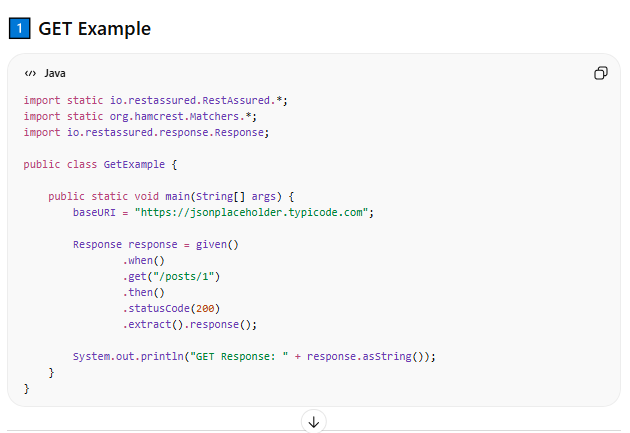 1 GET Example
</> Java
import static io.restassured.RestAssured.*;
import static org.hamcrest.Matchers.*;
import io.restassured.response.Response;

public class GetExample {

    public static void main(String[] args) {
        baseURI = "https://jsonplaceholder.typicode.com";

        Response response = given()
                .when()
                .get("/posts/1")
                .then()
                .statusCode(200)
                .extract().response();

        System.out.println("GET Response: " + response.asString());
    }
}